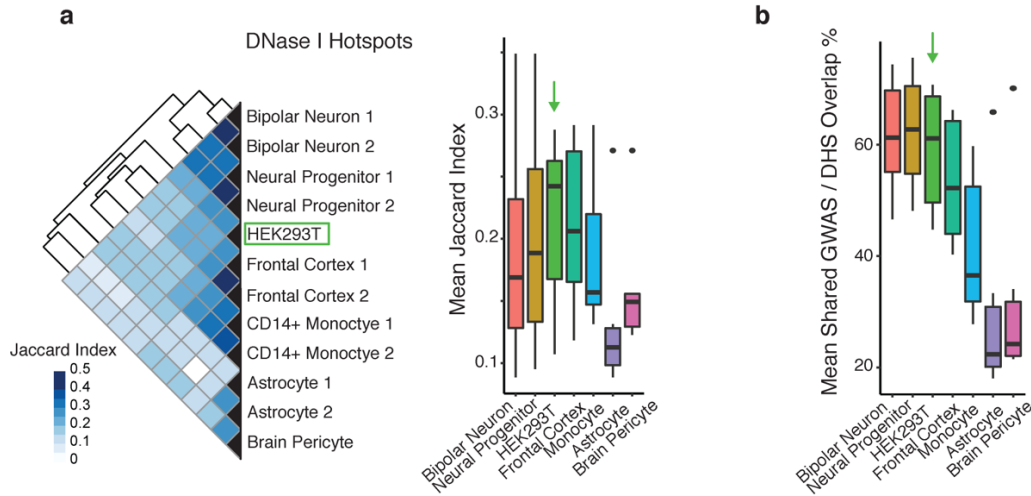 a
DNase I Hotspots
Bipolar Neuron 1
Bipolar Neuron 2
Neural Progenitor 1
Neural Progenitor 2
HEK293T
Frontal Cortex 1
Frontal Cortex 2
CD14+ Monoctye 1
CD14+ Monoctye 2
Astrocyte 1
Astrocyte 2
Brain Pericyte
Jaccard Index
0.5
0.4
0.3
0.2
0.1
0
Mean Jaccard Index
0.3
0.2
0.1
Bipolar Neuron
Neural Progenitor
HEK293T
Frontal Cortex
Monocyte
Astrocyte
Brain Pericyte
b
Mean Shared GWAS / DHS Overlap %
60
40
20
Bipolar Neuron
Neural Progenitor
HEK293T
Frontal Cortex
Monocyte
Astrocyte
Brain Pericyte